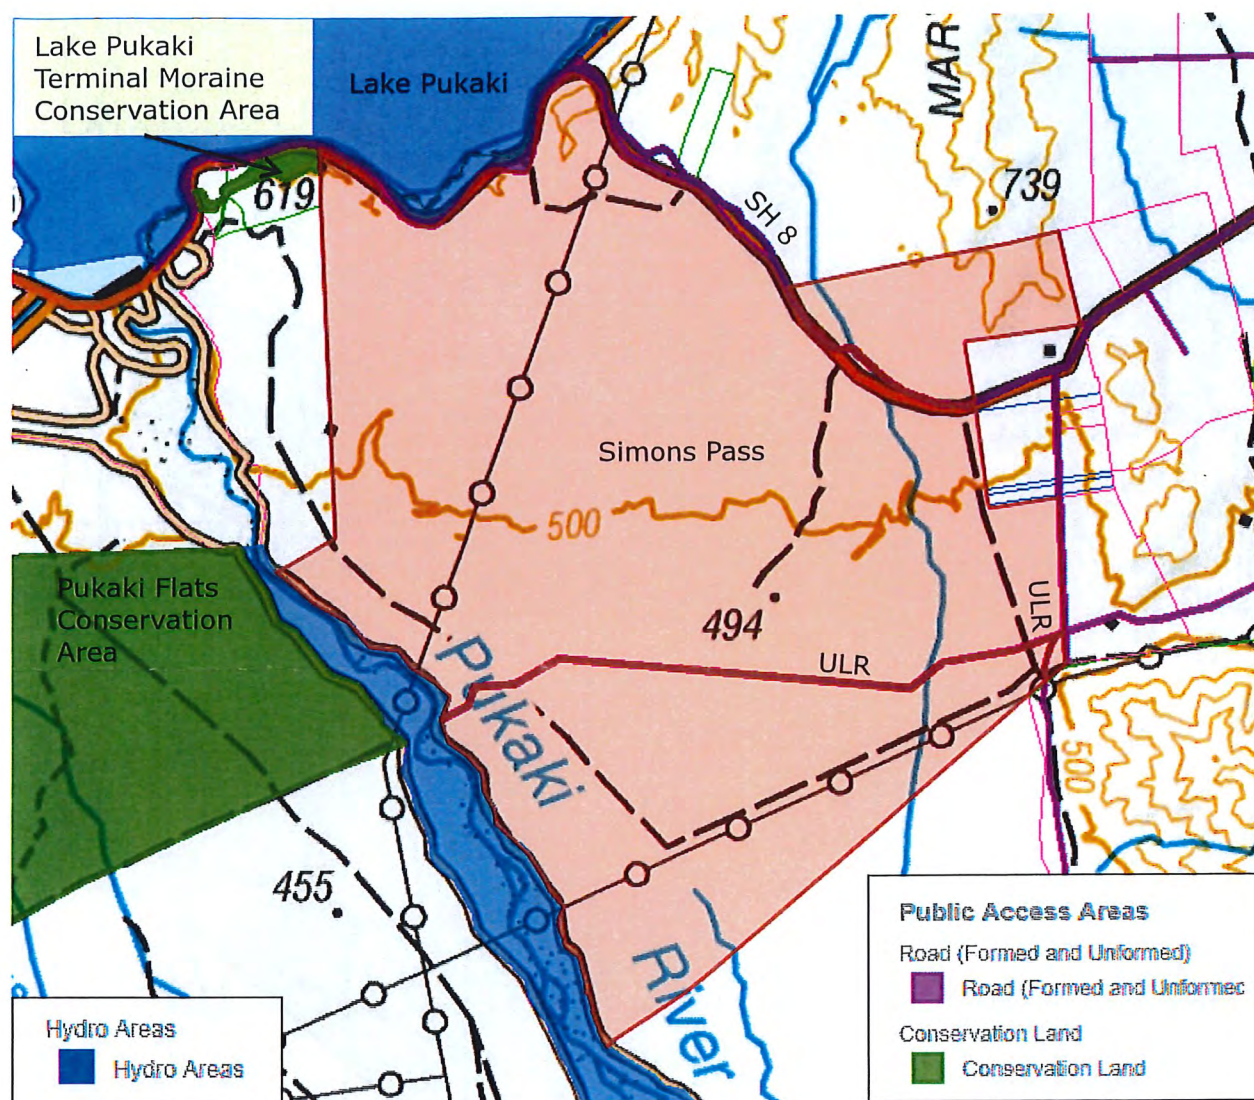 Lake Pukaki
Terminal Moraine
Conservation Area
Lake Pukaki
MAR
619
739
SH 8
Simons Pass
500
Pukaki Flats
Conservation
Area
494
ULR
ULR
Pukaki
River
500
455
Public Access Areas
Road (Formed and Unformed)
Road (Formed and Unformec
Conservation Land
Conservation Land
Hydro Areas
Hydro Areas